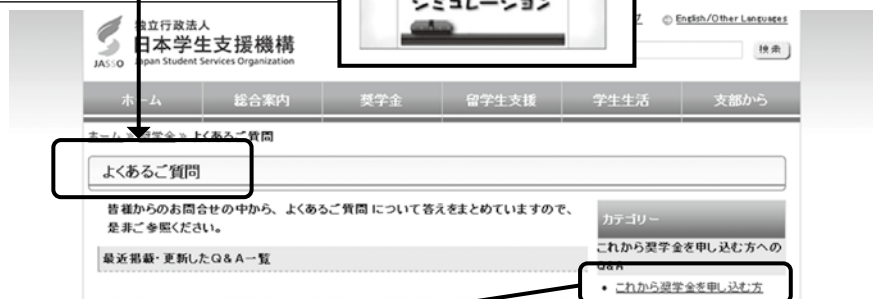 シミュレーション
独立行政法人
日本学生支援機構
JASSO Japan Student Services Organization
English/Other Languages
検索
ホーム 総合案内 奨学金 留学生支援 学生生活 支部から
ホーム » 奨学金 » よくあるご質問
よくあるご質問
皆様からのお問合せの中から、よくあるご質問 について答えをまとめていますので、
是非ご参照ください。
最近掲載・更新したQ&A一覧
カテゴリー
これから奨学金を申し込む方への
Q&A
• これから奨学金を申し込む方